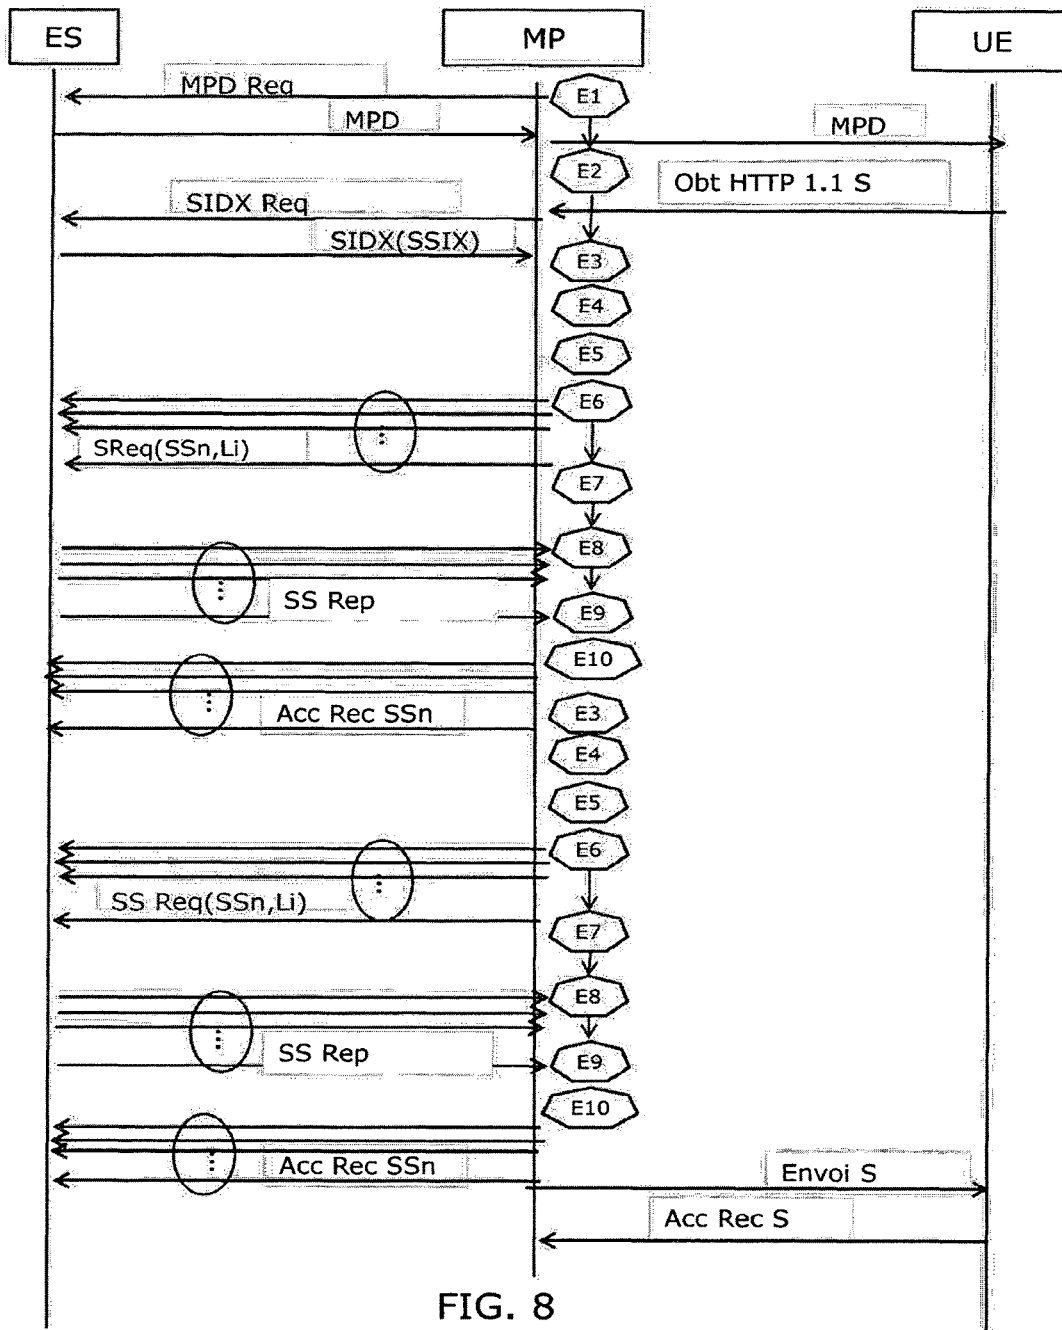 ES
MP
UE
MPD Req
E1
MPD
MPD
E2
Obt HTTP 1.1 S
SIDX Req
SIDX(SSIX)
E3
E4
E5
E6
...
SReq(SSn,Li)
E7
E8
...
SS Rep
E9
E10
...
Acc Rec SSn
E3
E4
E5
E6
...
SS Req(SSn,Li)
E7
E8
...
SS Rep
E9
E10
...
Acc Rec SSn
Envoi S
Acc Rec S
FIG. 8